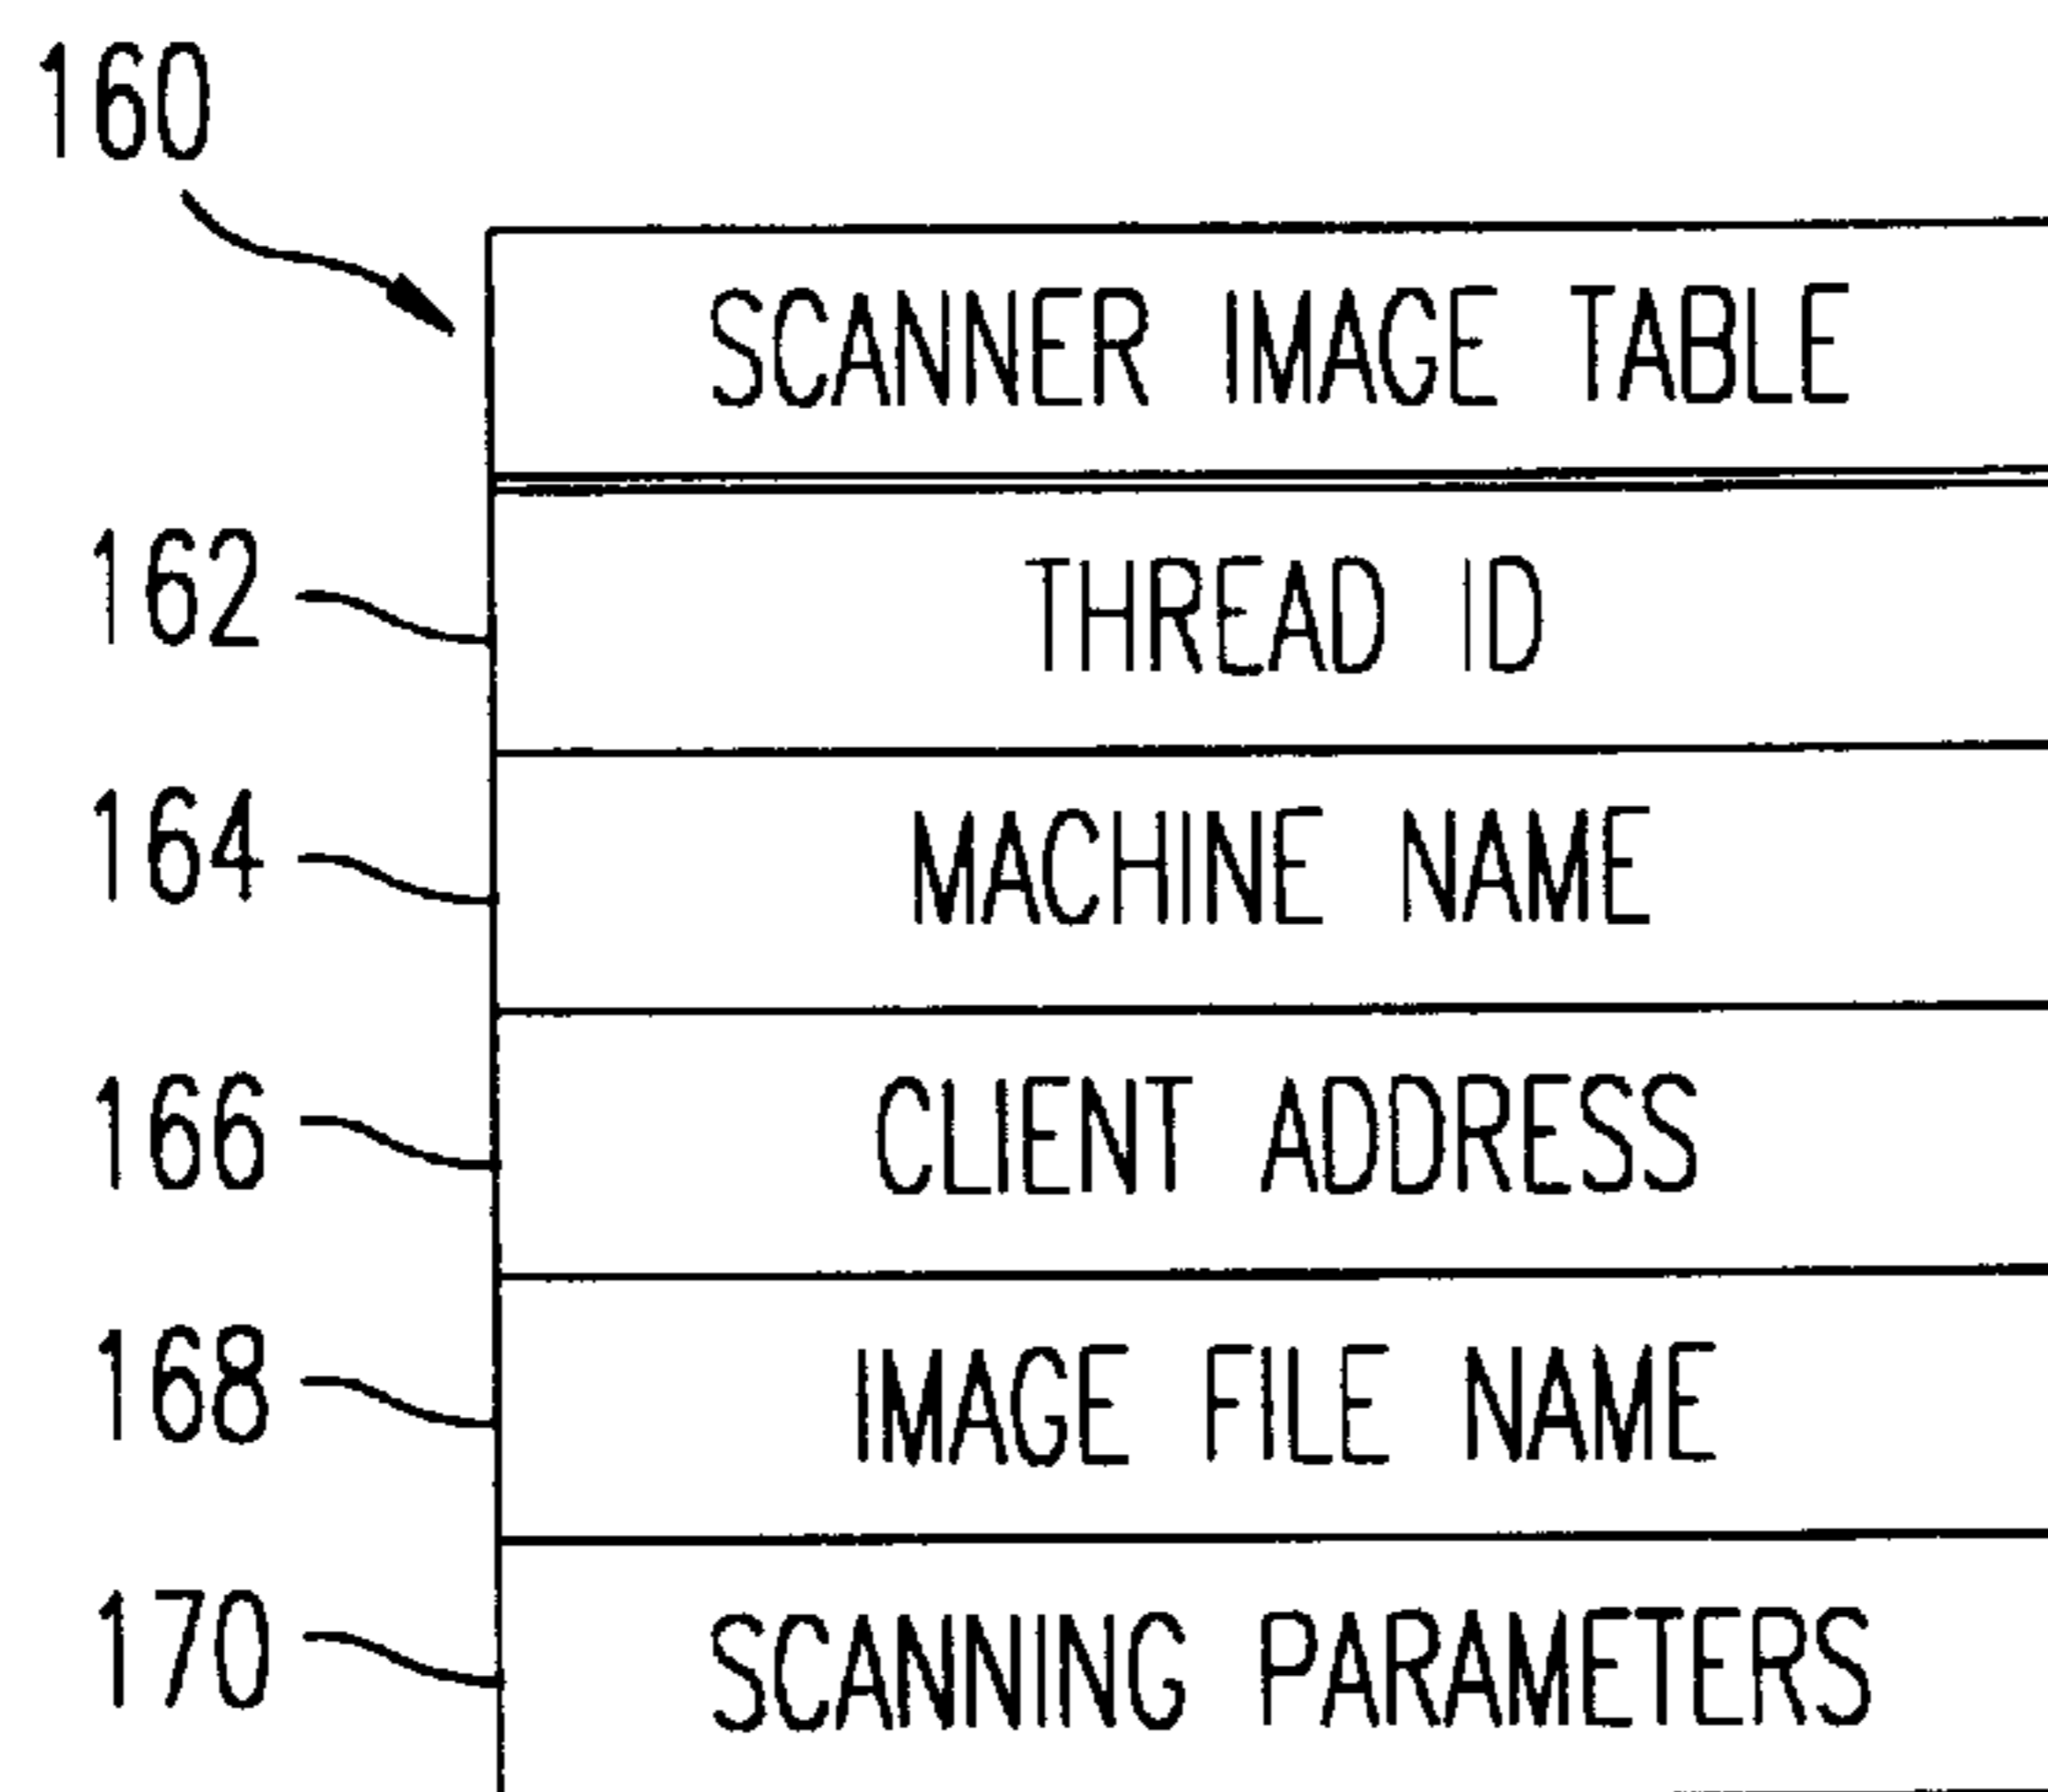 160
SCANNER IMAGE TABLE
162 THREAD ID
164 MACHINE NAME
166 CLIENT ADDRESS
168 IMAGE FILE NAME
170 SCANNING PARAMETERS